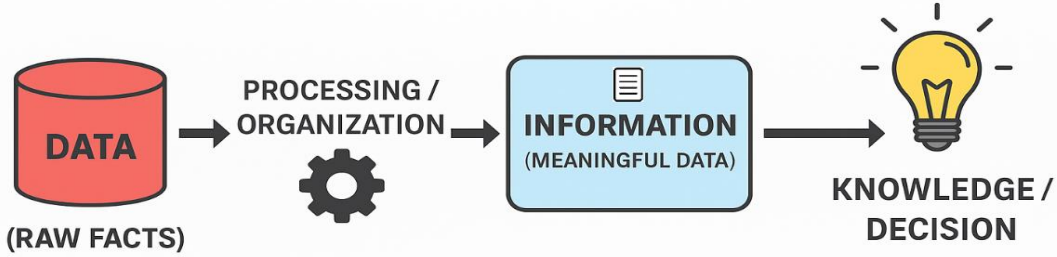 DATA
(RAW FACTS)
PROCESSING /
ORGANIZATION
INFORMATION
(MEANINGFUL DATA)
KNOWLEDGE /
DECISION